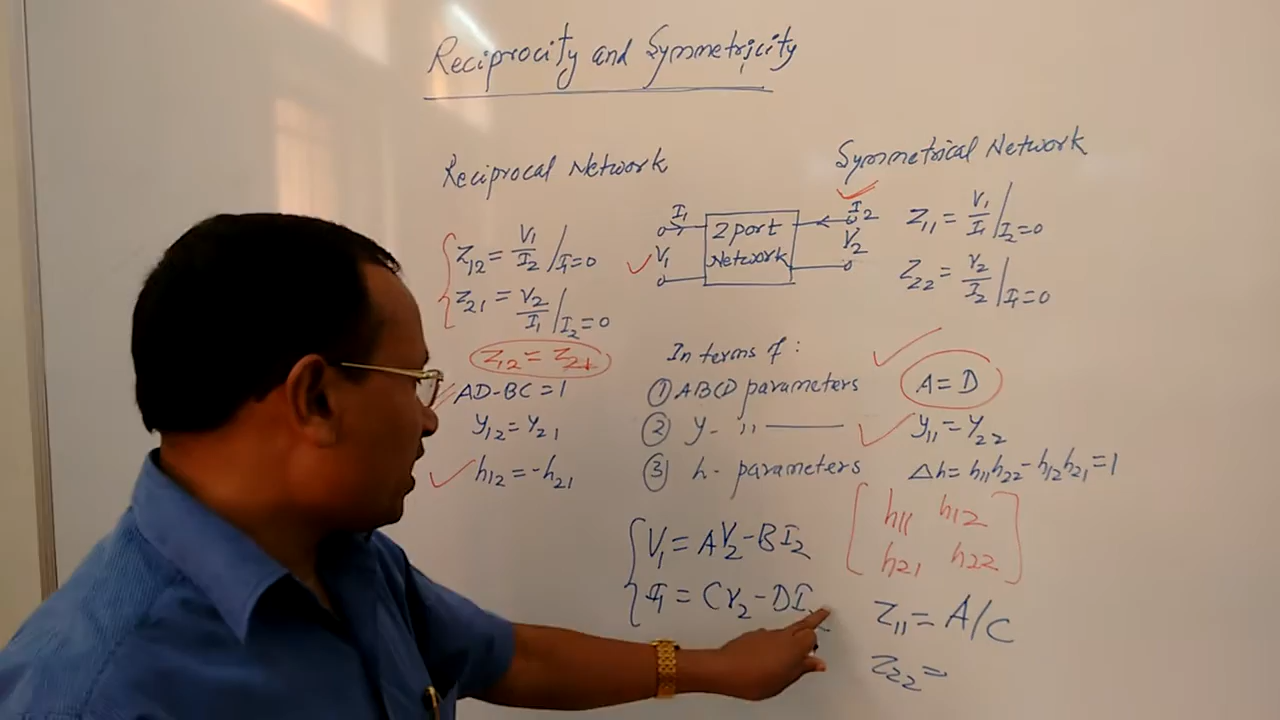 Reciprocity and Symmetricity
Reciprocal Network
Z12 = V1/I2 /I1=0
Z21 = V2/I1 /I2=0
Z12 = Z21
AD-BC=1
y12 = y21
h12 = -h21
I1
V1
2 port
Network
I2
V2
In terms of :
① ABCD parameters
② y- ,, ——
③ h- parameters
V1 = AV2-BI2
I1 = CV2-DI
Symmetrical Network
Z11 = V1/I1 /I2=0
Z22 = V2/I2 /I1=0
A = D
y11 = y22
Δh = h11h22-h12h21=1
h11 h12
h21 h22
Z11 = A/C
Z22 =